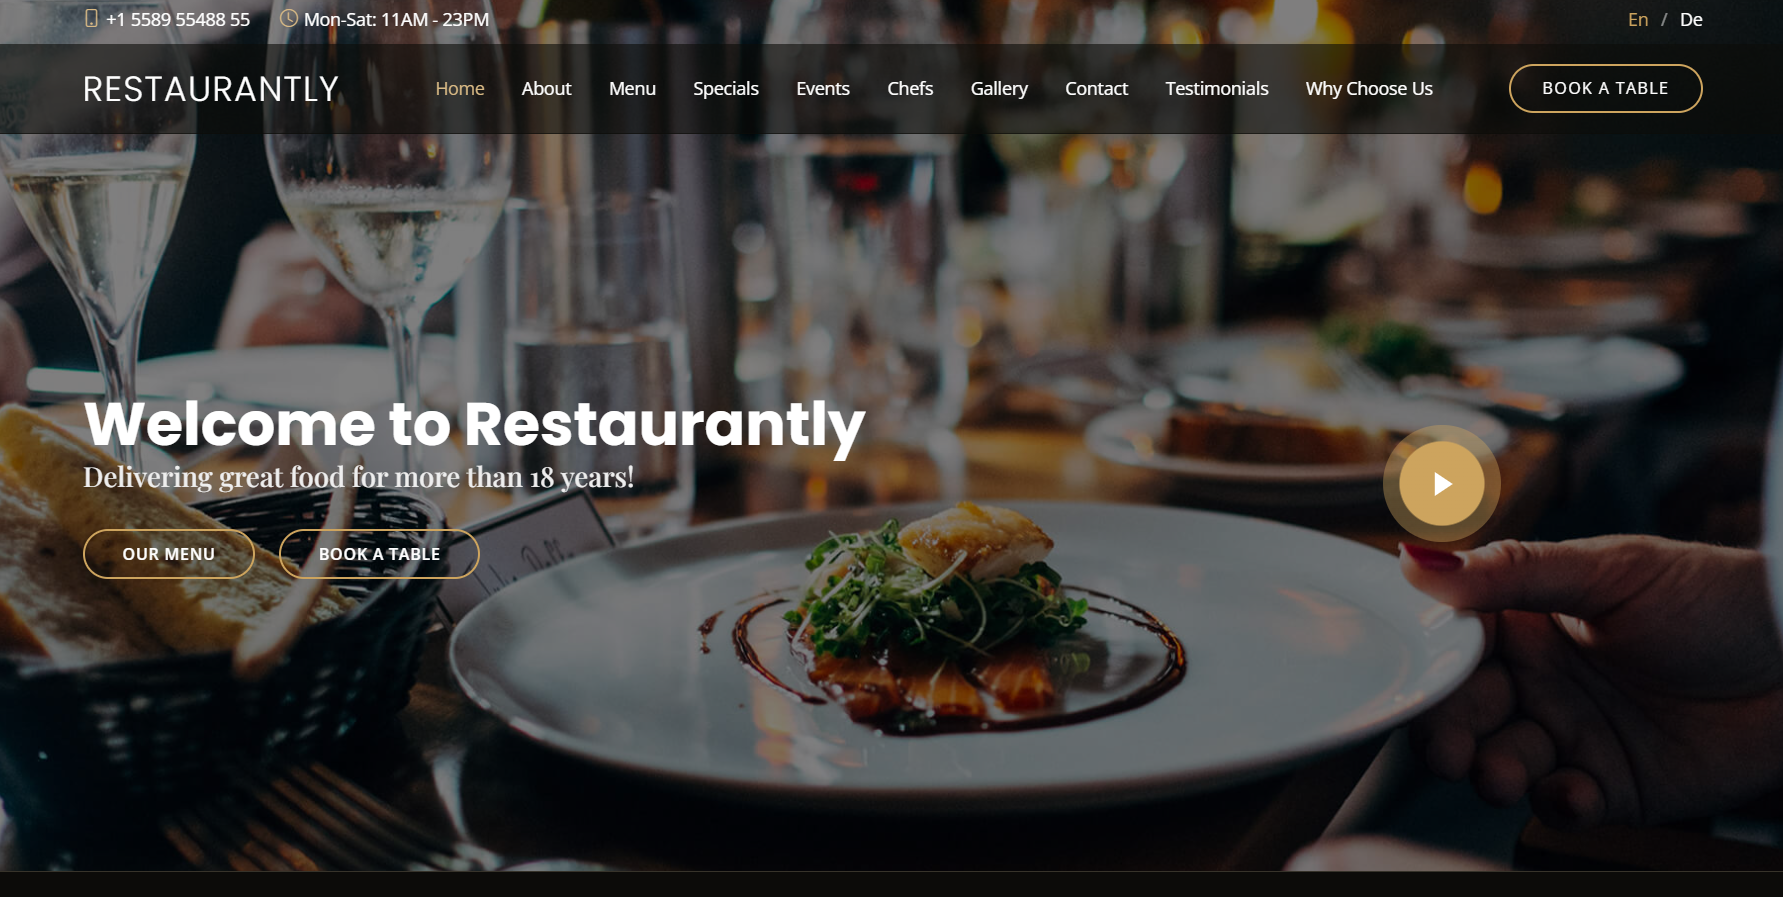 +1 5589 55488 55
Mon-Sat: 11AM - 23PM
En / De
RESTAURANTLY
Home
About
Menu
Specials
Events
Chefs
Gallery
Contact
Testimonials
Why Choose Us
BOOK A TABLE
Welcome to Restaurantly
Delivering great food for more than 18 years!
OUR MENU
BOOK A TABLE